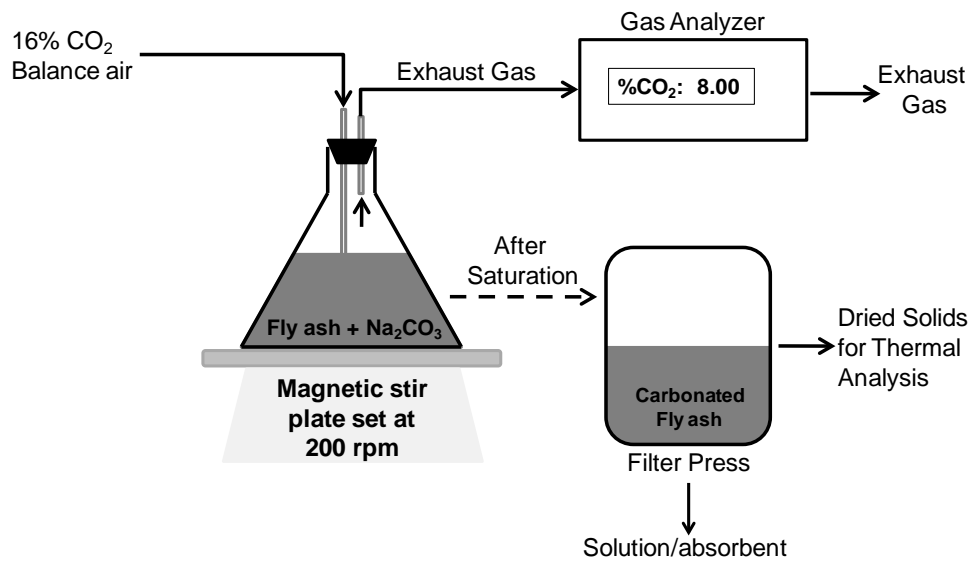 16% CO₂
Balance air
Exhaust Gas
Gas Analyzer
%CO₂: 8.00
Exhaust
Gas
Fly ash + Na₂CO₃
Magnetic stir
plate set at
200 rpm
After
Saturation
Carbonated
Fly ash
Filter Press
Dried Solids
for Thermal
Analysis
Solution/absorbent